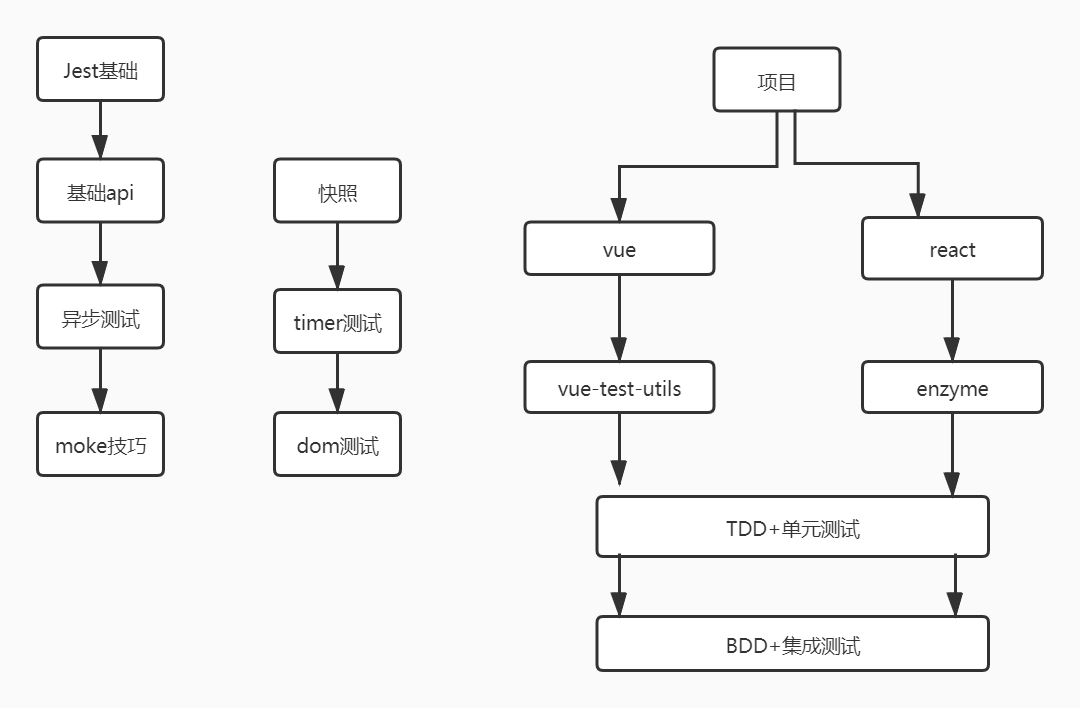 Jest基础
基础api
异步测试
moke技巧
快照
timer测试
dom测试
项目
vue
react
vue-test-utils
enzyme
TDD+单元测试
BDD+集成测试